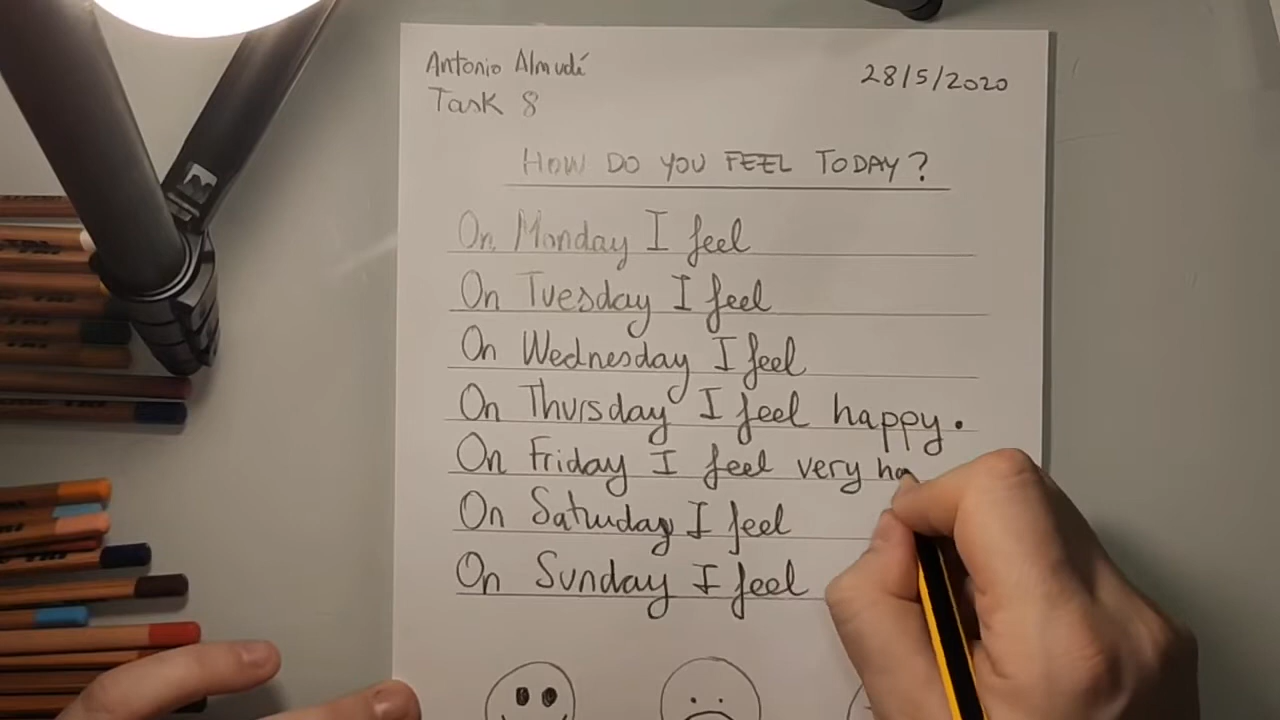 Antonio Almudí
28/5/2020
Task 8
HOW DO YOU FEEL TODAY?
On Monday I feel
On Tuesday I feel
On Wednesday I feel
On Thursday I feel happy.
On Friday I feel very ha
On Saturday I feel
On Sunday I feel